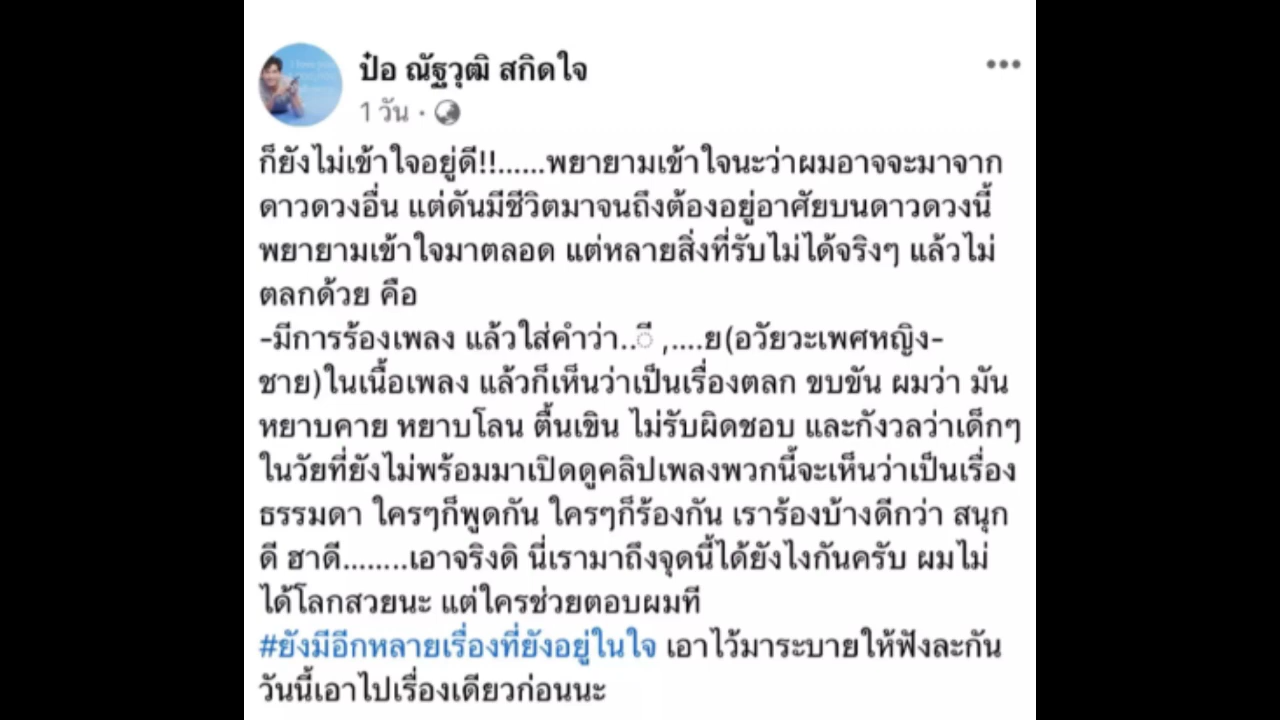 ป๋อ ณัฐวุฒิ สกิดใจ
1 วัน ·
ก็ยังไม่เข้าใจอยู่ดี!!......พยายามเข้าใจนะว่าผมอาจจะมาจาก
ดาวดวงอื่น แต่ดันมีชีวิตมาจนถึงต้องอยู่อาศัยบนดาวดวงนี้
พยายามเข้าใจมาตลอด แต่หลายสิ่งที่รับไม่ได้จริงๆ แล้วไม่
ตลกด้วย คือ
-มีการร้องเพลง แล้วใส่คำว่า..ี ,....ย(อวัยวะเพศหญิง-
ชาย)ในเนื้อเพลง แล้วก็เห็นว่าเป็นเรื่องตลก ขบขัน ผมว่า มัน
หยาบคาย หยาบโลน ตื้นเขิน ไม่รับผิดชอบ และกังวลว่าเด็กๆ
ในวัยที่ยังไม่พร้อมมาเปิดดูคลิปเพลงพวกนี้จะเห็นว่าเป็นเรื่อง
ธรรมดา ใครๆก็พูดกัน ใครๆก็ร้องกัน เราร้องบ้างดีกว่า สนุก
ดี ฮาดี........เอาจริงดิ นี่เรามาถึงจุดนี้ได้ยังไงกันครับ ผมไม่
ได้โลกสวยนะ แต่ใครช่วยตอบผมที
#ยังมีอีกหลายเรื่องที่ยังอยู่ในใจ เอาไว้มาระบายให้ฟังละกัน
วันนี้เอาไปเรื่องเดียวก่อนนะ